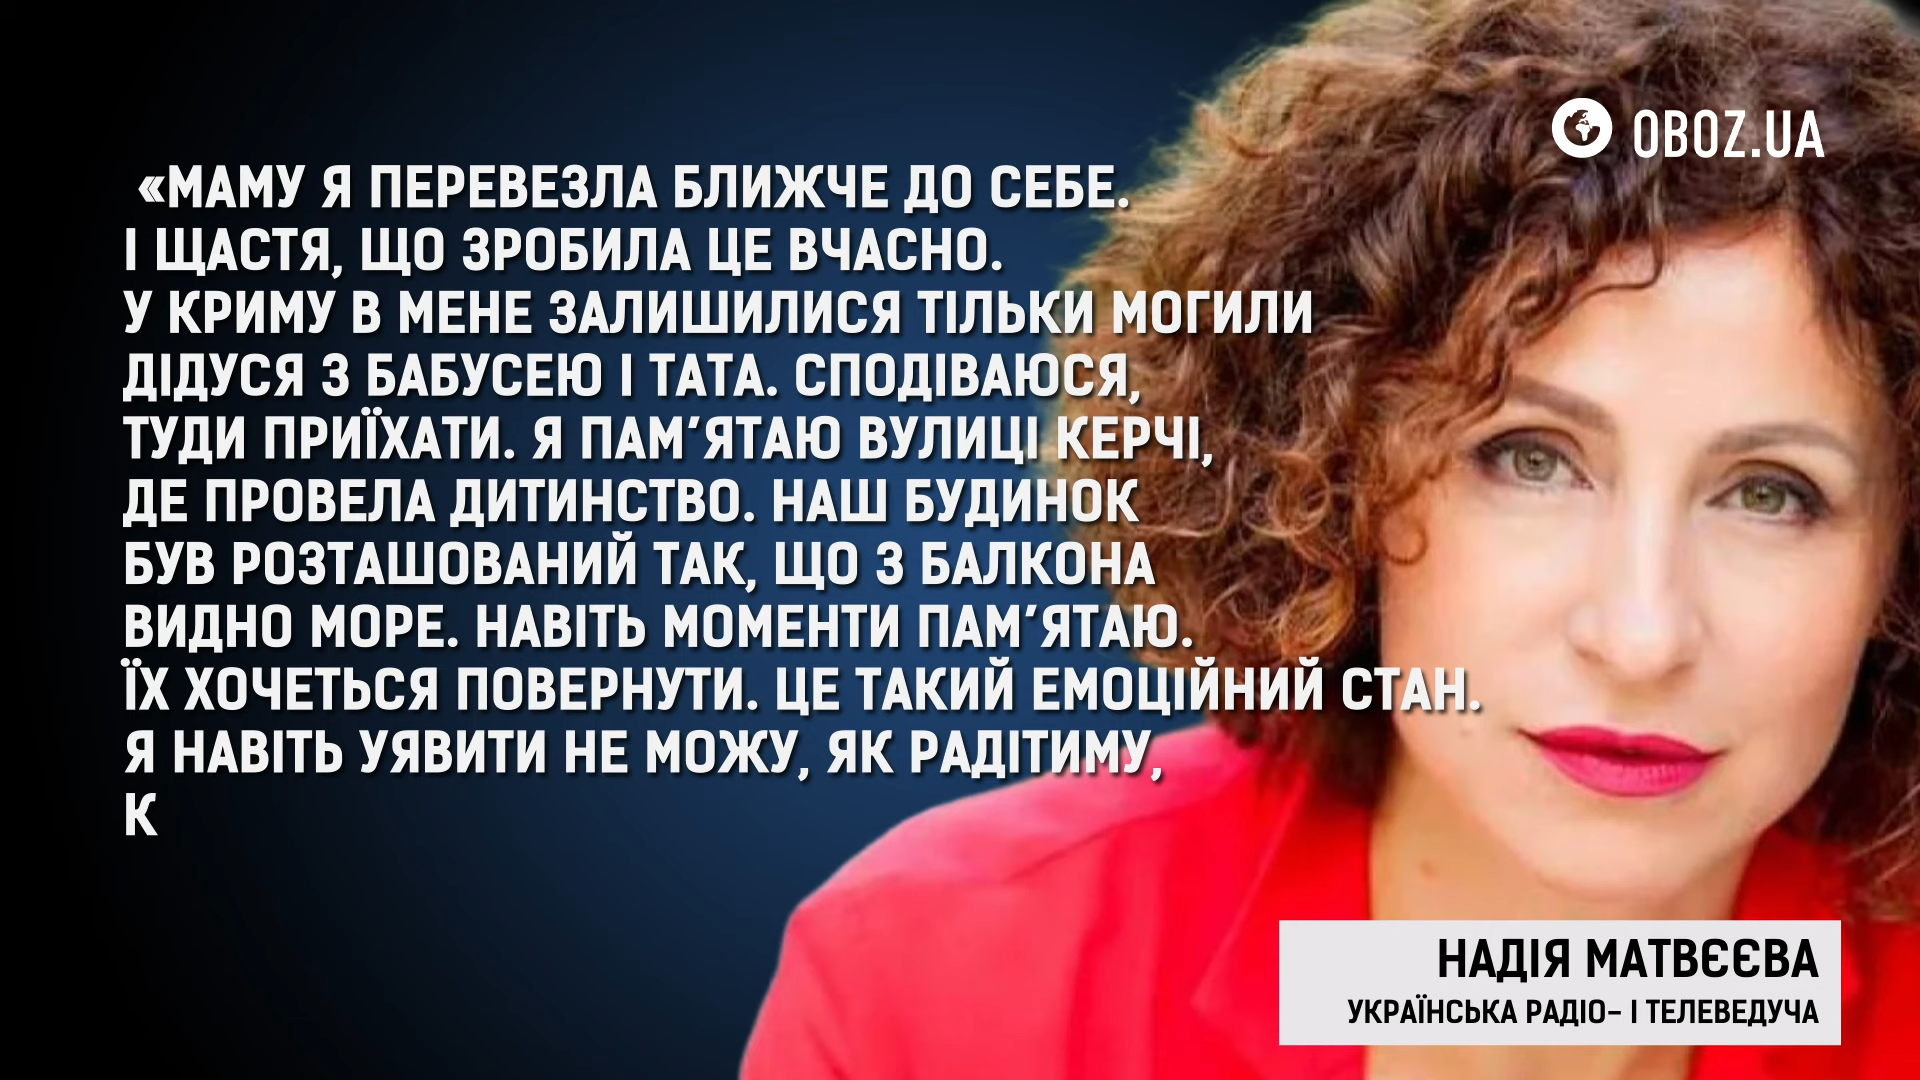 OBOZ.UA
«МАМУ Я ПЕРЕВЕЗЛА БЛИЖЧЕ ДО СЕБЕ.
І ЩАСТЯ, ЩО ЗРОБИЛА ЦЕ ВЧАСНО.
У КРИМУ В МЕНЕ ЗАЛИШИЛИСЯ ТІЛЬКИ МОГИЛИ
ДІДУСЯ З БАБУСЕЮ І ТАТА. СПОДІВАЮСЯ,
ТУДИ ПРИЇХАТИ. Я ПАМ’ЯТАЮ ВУЛИЦІ КЕРЧІ,
ДЕ ПРОВЕЛА ДИТИНСТВО. НАШ БУДИНОК
БУВ РОЗТАШОВАНИЙ ТАК, ЩО З БАЛКОНА
ВИДНО МОРЕ. НАВІТЬ МОМЕНТИ ПАМ’ЯТАЮ.
ЇХ ХОЧЕТЬСЯ ПОВЕРНУТИ. ЦЕ ТАКИЙ ЕМОЦІЙНИЙ СТАН.
Я НАВІТЬ УЯВИТИ НЕ МОЖУ, ЯК РАДІТИМУ,
К
НАДІЯ МАТВЄЄВА
УКРАЇНСЬКА РАДІО- І ТЕЛЕВЕДУЧА